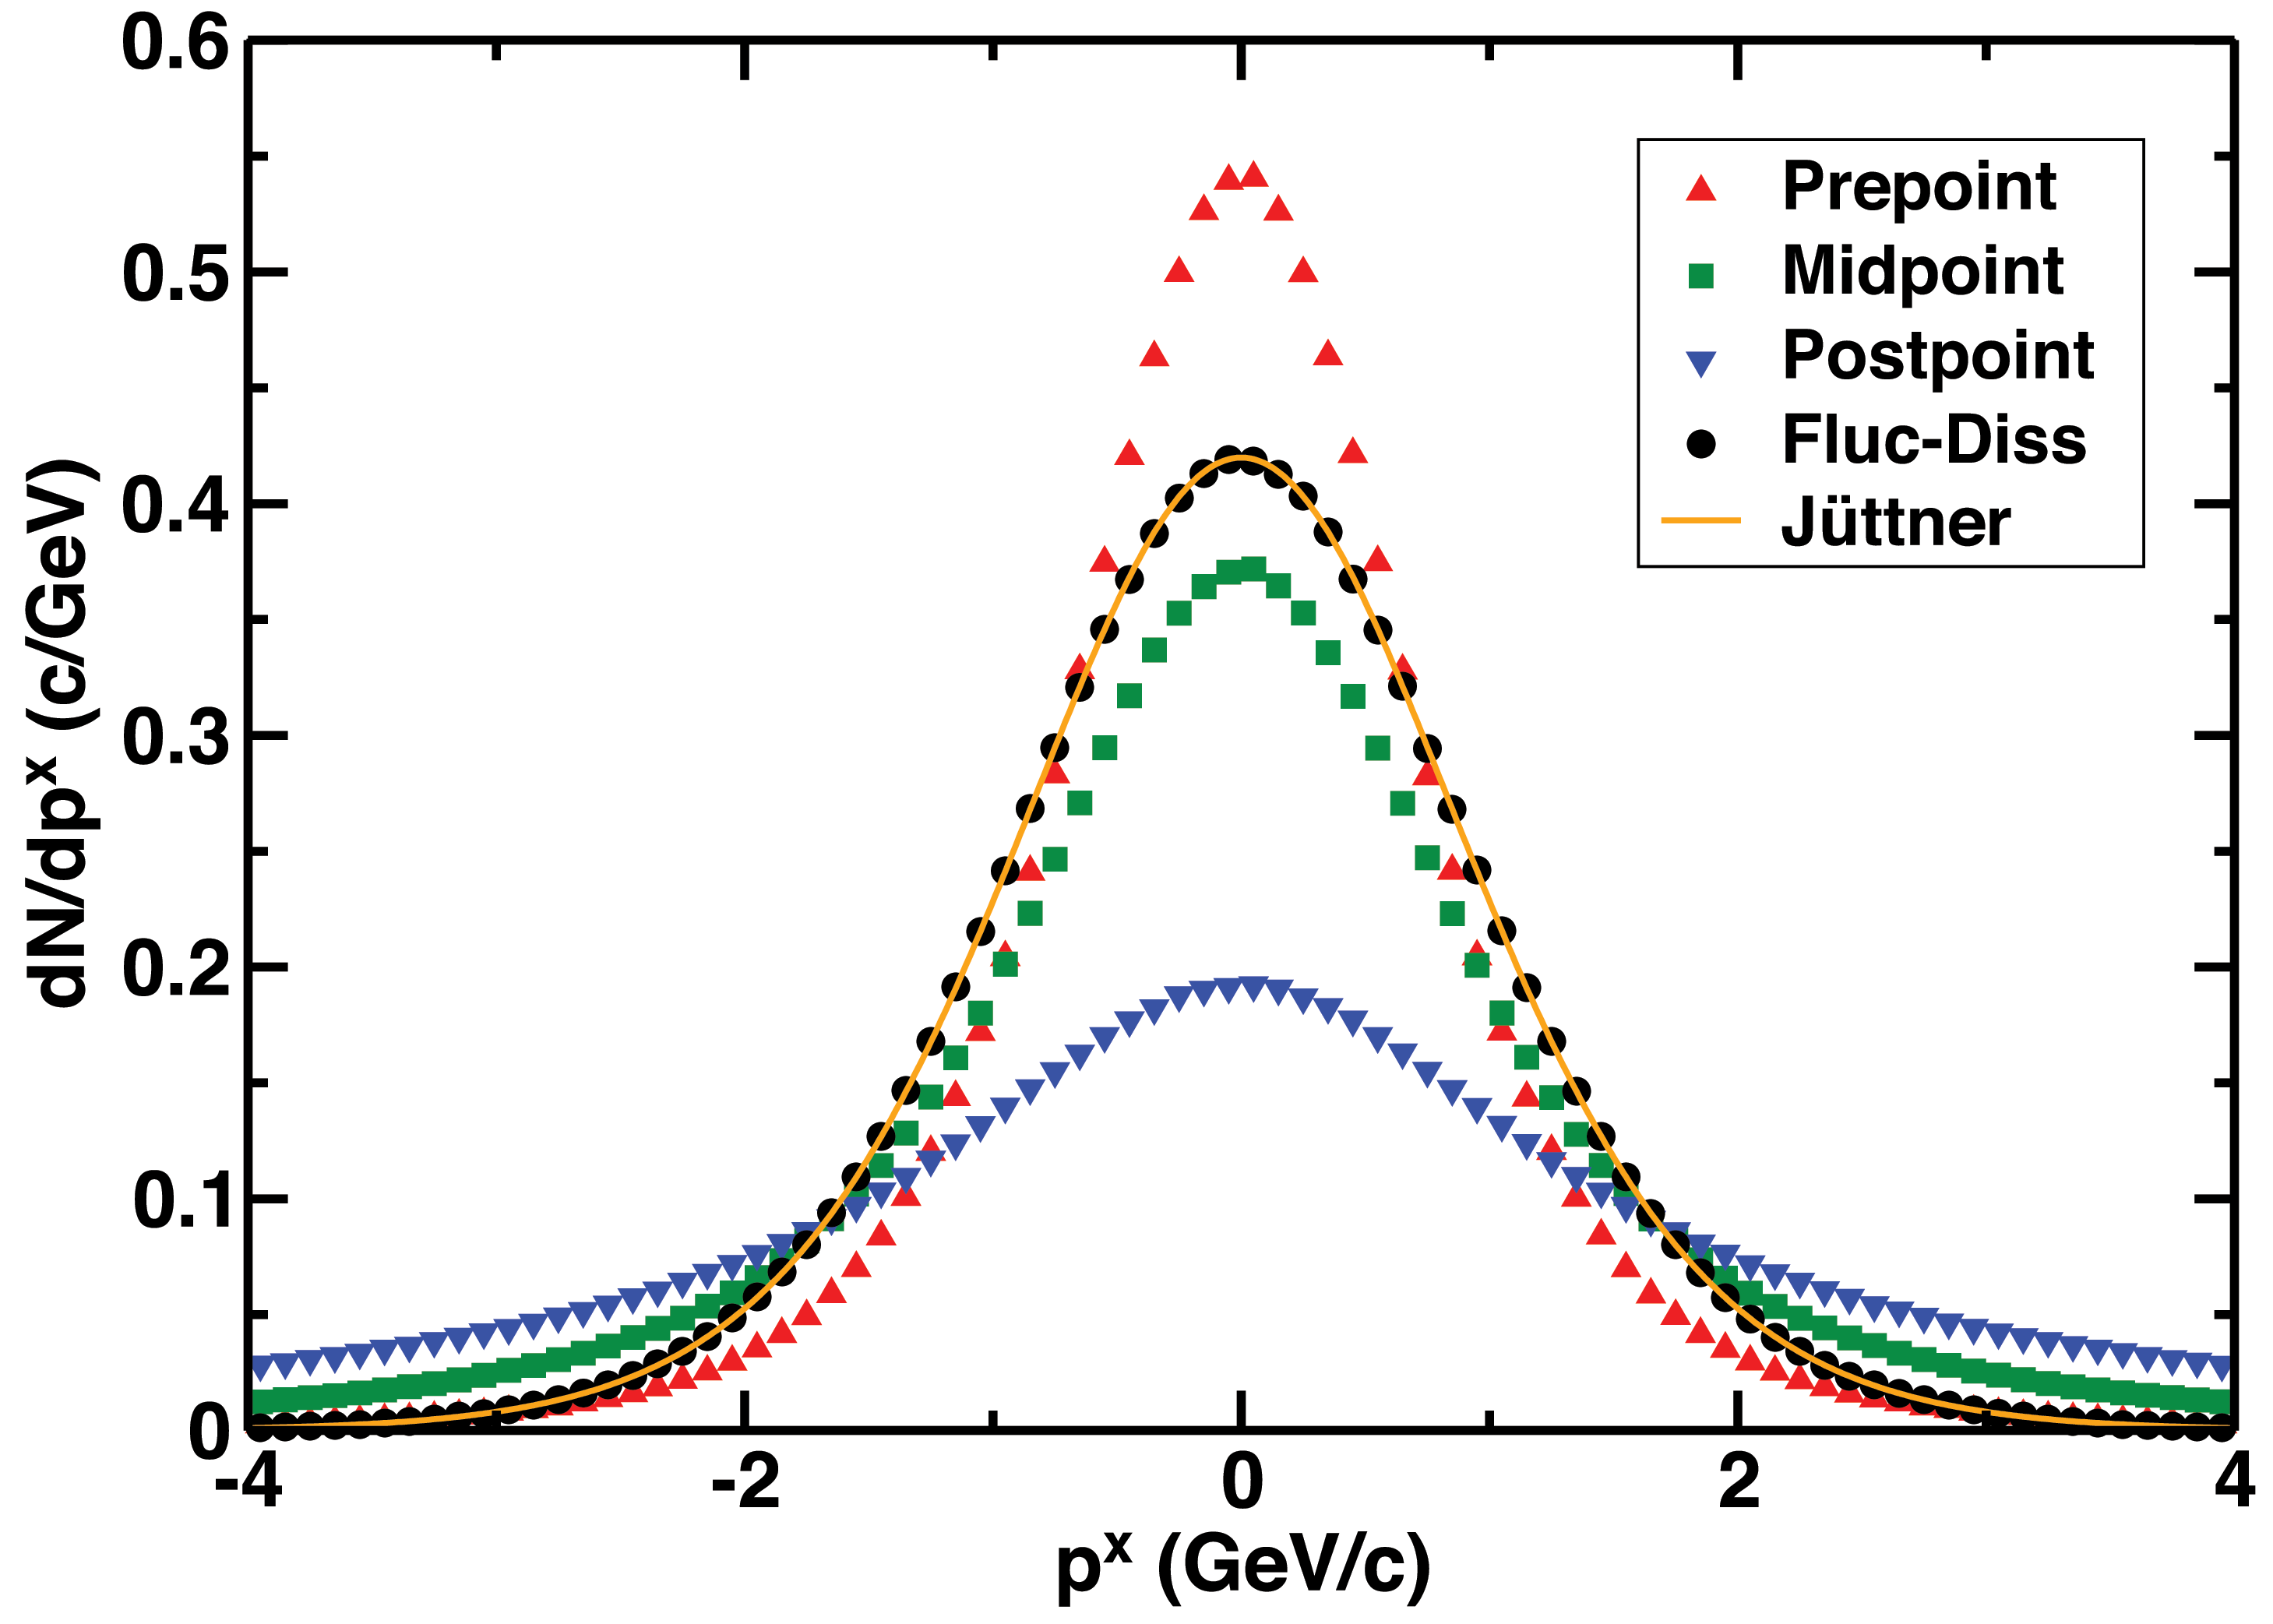 0.6
0.5
0.4
0.3
0.2
0.1
0
dN/dpˣ (c/GeV)
Prepoint
Midpoint
Postpoint
Fluc-Diss
Jüttner
-4 -2 0 2 4
pˣ (GeV/c)